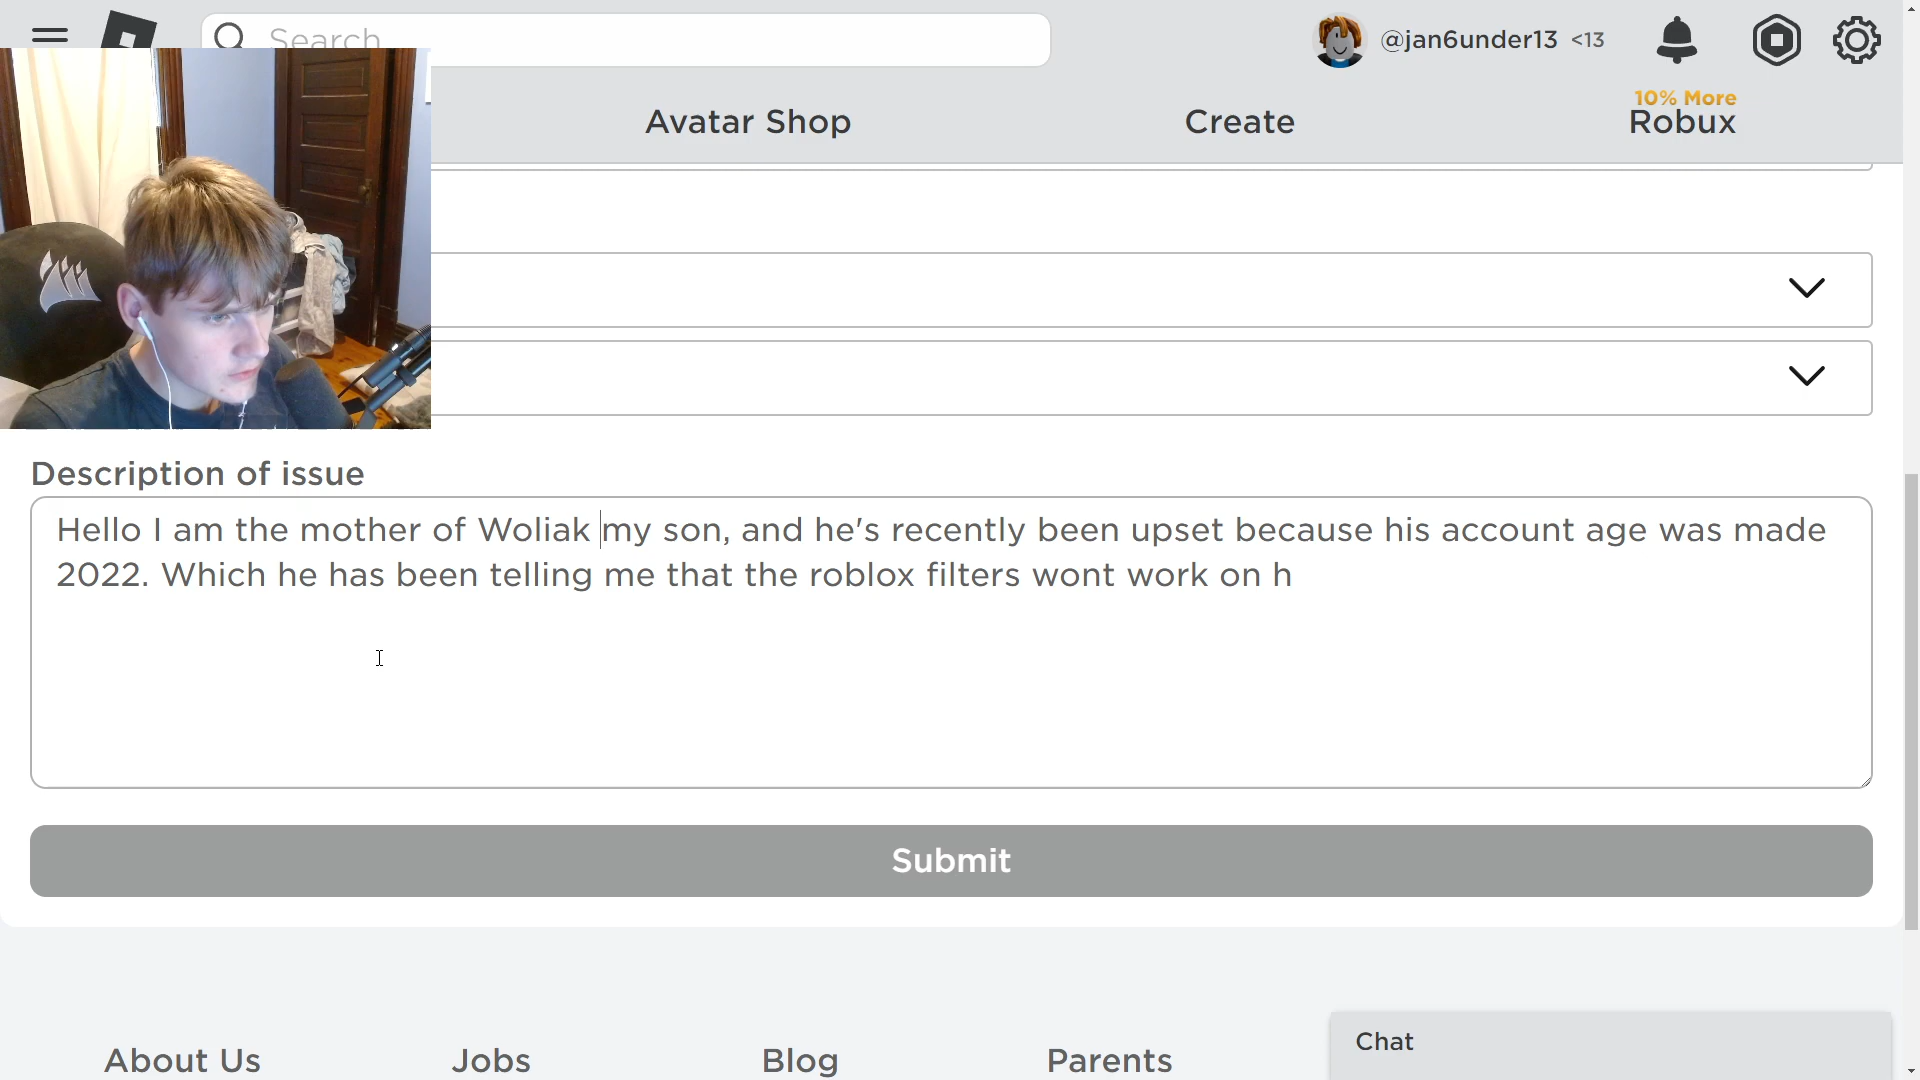 Search
@jan6under13 <13
Avatar Shop
Create
10% More
Robux
Description of issue
Hello I am the mother of Woliak my son, and he's recently been upset because his account age was made
2022. Which he has been telling me that the roblox filters wont work on h
Submit
About Us
Jobs
Blog
Parents
Chat